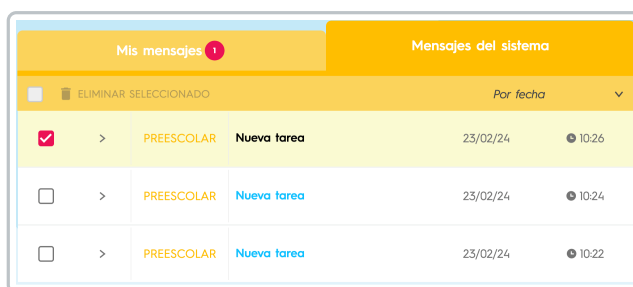 Mis mensajes 1
Mensajes del sistema
ELIMINAR SELECCIONADO
Por fecha
PREESCOLAR Nueva tarea 23/02/24 10:26
PREESCOLAR Nueva tarea 23/02/24 10:24
PREESCOLAR Nueva tarea 23/02/24 10:22